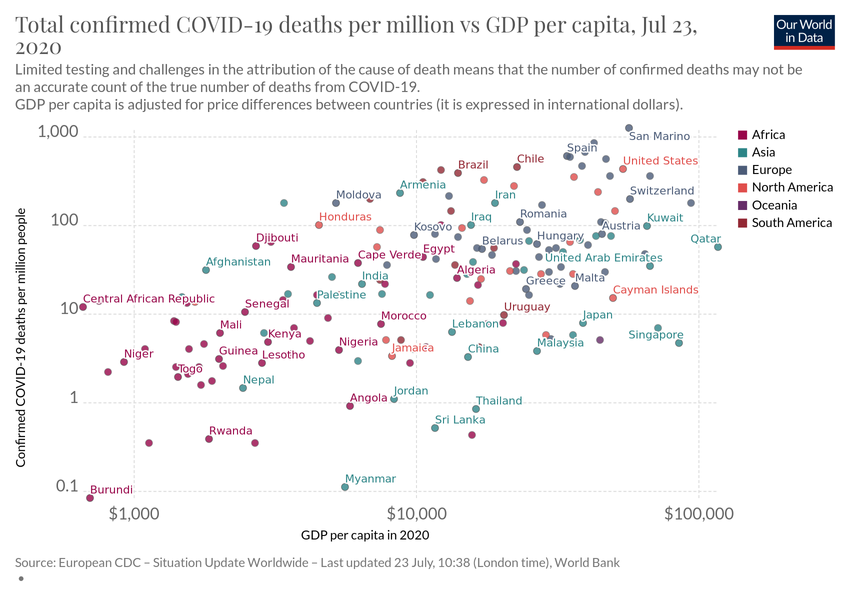 Total confirmed COVID-19 deaths per million vs GDP per capita, Jul 23,
2020
Our World
in Data
Limited testing and challenges in the attribution of the cause of death means that the number of confirmed deaths may not be
an accurate count of the true number of deaths from COVID-19.
GDP per capita is adjusted for price differences between countries (it is expressed in international dollars).
1,000
100
10
1
0.1
Confirmed COVID-19 deaths per million people
San Marino
Spain
Brazil
Chile
United States
Armenia
Moldova
Iran
Switzerland
Honduras
Iraq
Romania
Kuwait
Kosovo
Austria
Djibouti
Belarus
Hungary
Qatar
Cape Verde
Egypt
Mauritania
Afghanistan
United Arab Emirates
Algeria
India
Greece
Malta
Palestine
Cayman Islands
Central African Republic
Senegal
Uruguay
Morocco
Japan
Mali
Lebanon
Kenya
Singapore
Nigeria
Jamaica
China
Malaysia
Niger
Guinea
Lesotho
Togo
Nepal
Angola
Jordan
Thailand
Sri Lanka
Rwanda
Myanmar
Burundi
$1,000
$10,000
$100,000
GDP per capita in 2020
Africa
Asia
Europe
North America
Oceania
South America
Source: European CDC – Situation Update Worldwide – Last updated 23 July, 10:38 (London time), World Bank